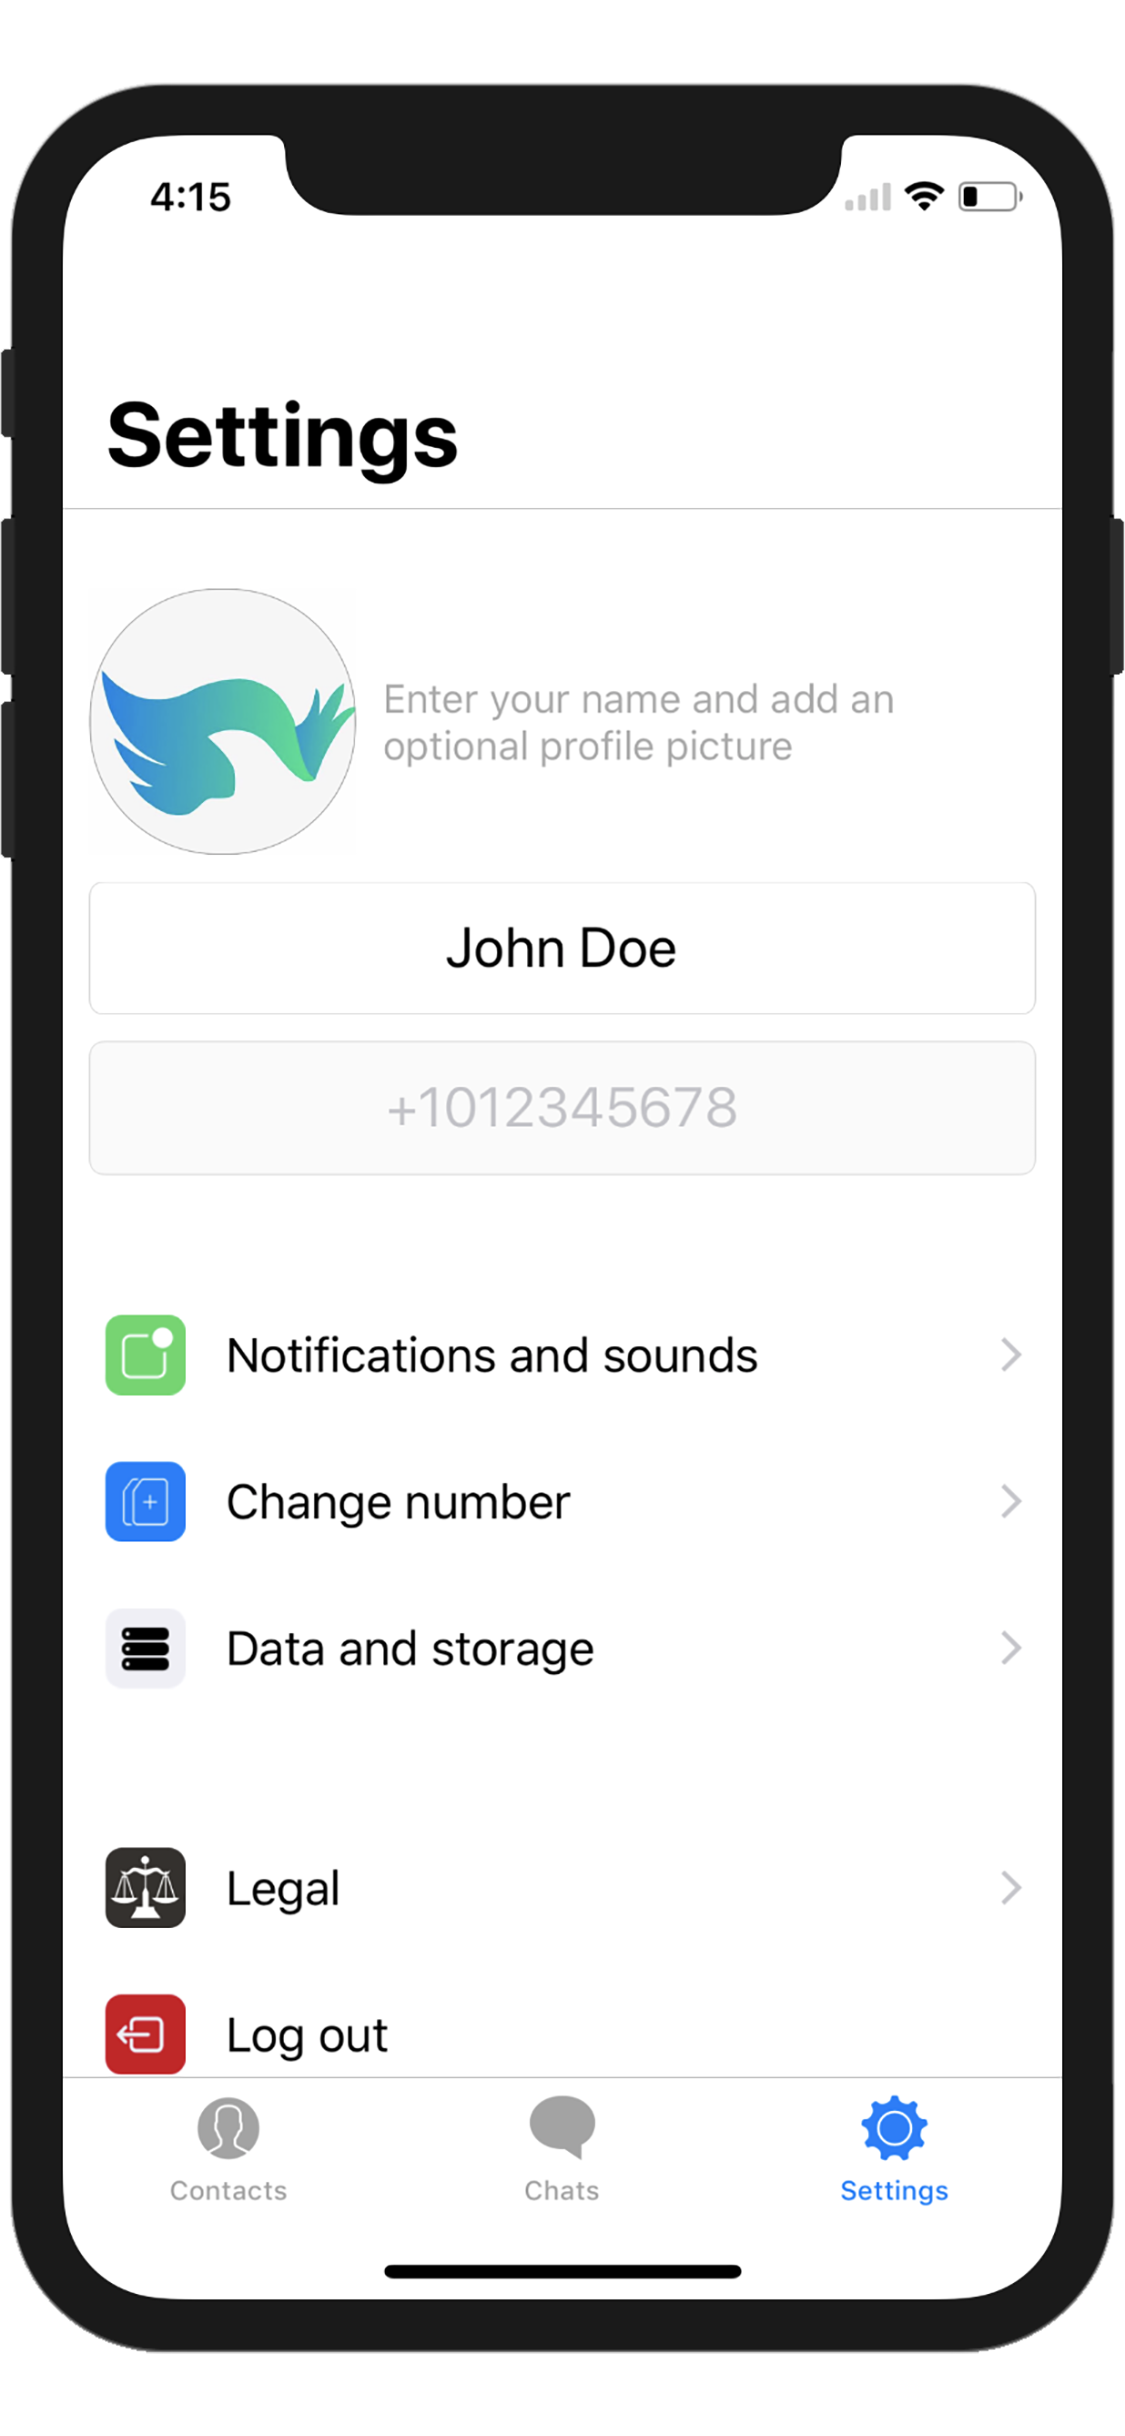 4:15
Settings
Enter your name and add an
optional profile picture
John Doe
+1012345678
Notifications and sounds
Change number
Data and storage
Legal
Log out
Contacts
Chats
Settings